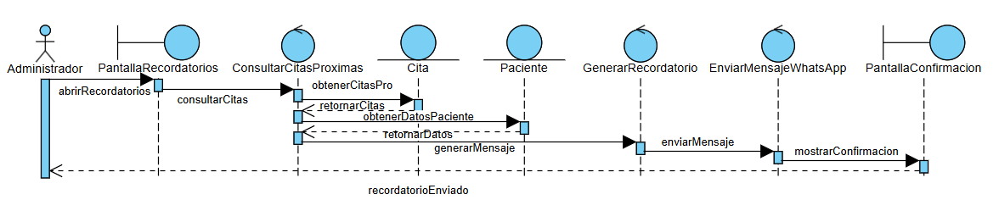 Administrador
PantallaRecordatorios
ConsultarCitasProximas
Cita
Paciente
GenerarRecordatorio
EnviarMensajeWhatsApp
PantallaConfirmacion
abrirRecordatorios
consultarCitas
obtenerCitasPro
retornarCitas
obtenerDatosPaciente
retornarDatos
generarMensaje
enviarMensaje
mostrarConfirmacion
recordatorioEnviado